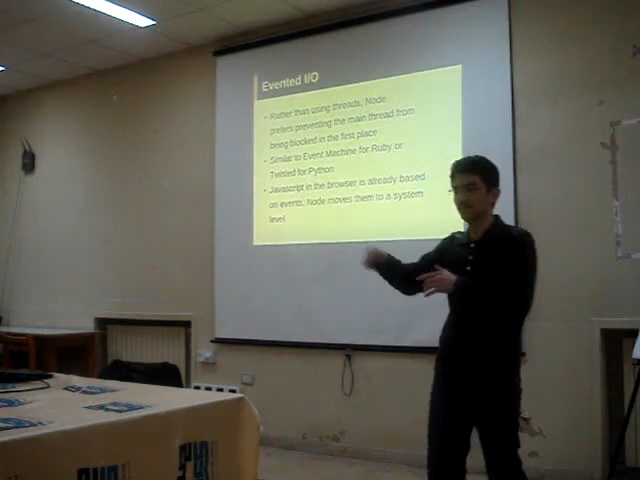 Evented I/O
- Rather than using threads, Node
prefers preventing the main thread from
being blocked in the first place
- Similar to Event Machine for Ruby or
Twisted for Python
- Javascript in the browser is already based
on events, Node moves them to a system
level